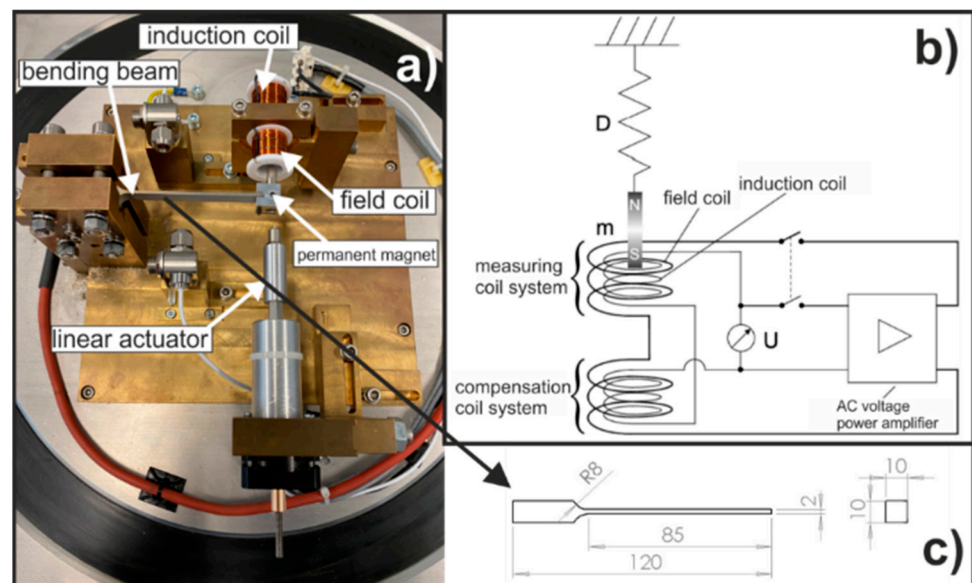 induction coil
a)
bending beam
field coil
permanent magnet
linear actuator
b)
D
N
induction coil
field coil
m
S
measuring
coil system
U
compensation
coil system
AC voltage
power amplifier
R8
2
10
10
85
120
c)